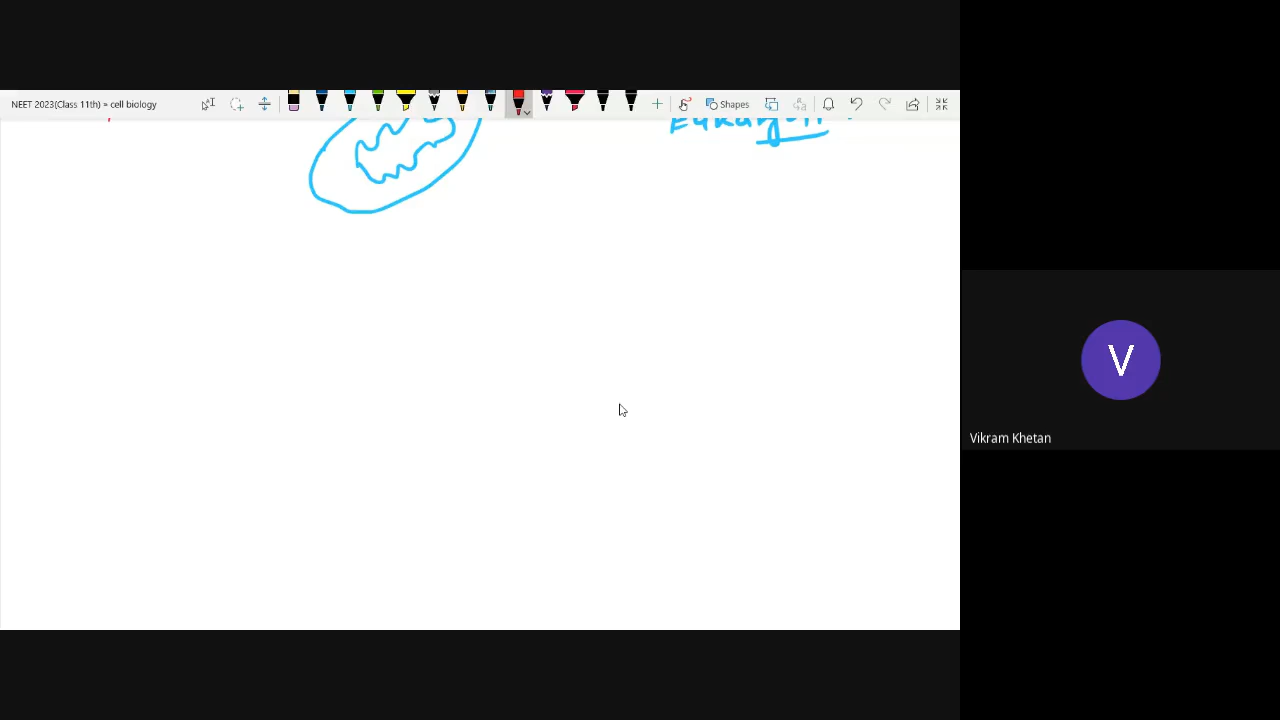 NEET 2023(Class 11th) » cell biology
Shapes
V
Vikram Khetan